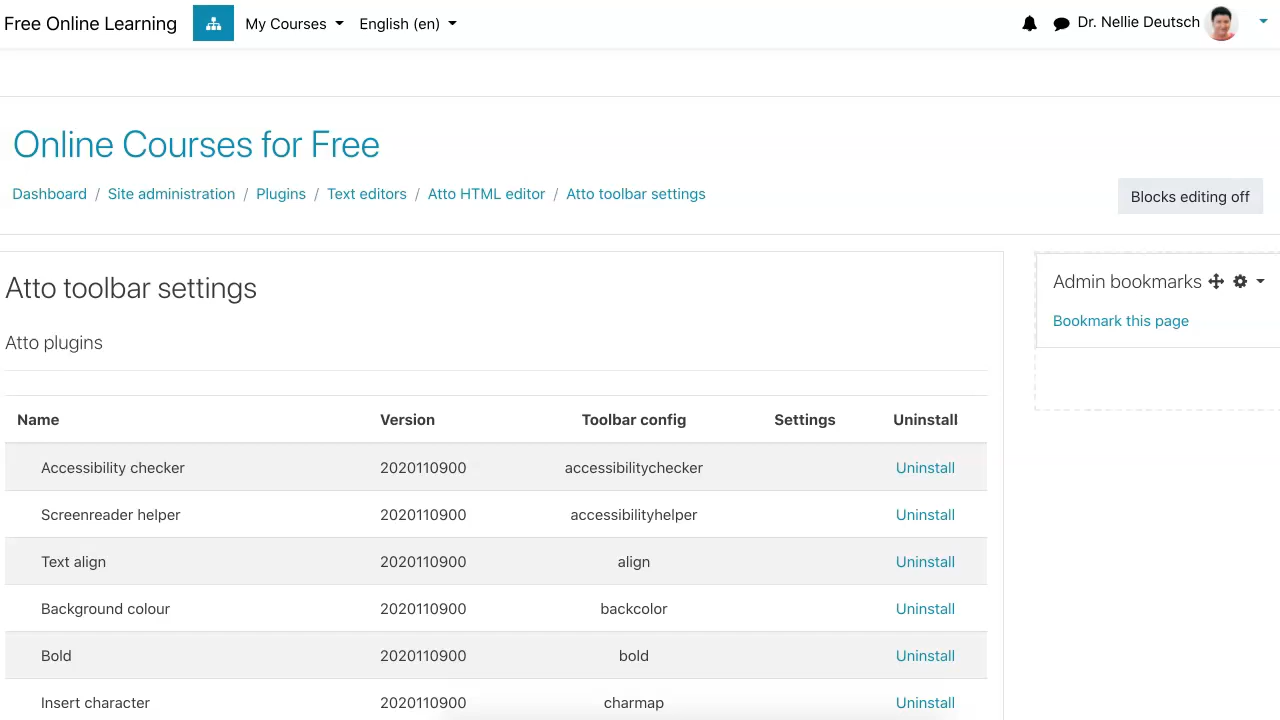 Free Online Learning My Courses English (en) Dr. Nellie Deutsch
Online Courses for Free
Dashboard / Site administration / Plugins / Text editors / Atto HTML editor / Atto toolbar settings
Blocks editing off
Atto toolbar settings
Atto plugins
Name Version Toolbar config Settings Uninstall
Accessibility checker 2020110900 accessibilitychecker Uninstall
Screenreader helper 2020110900 accessibilityhelper Uninstall
Text align 2020110900 align Uninstall
Background colour 2020110900 backcolor Uninstall
Bold 2020110900 bold Uninstall
Insert character 2020110900 charmap Uninstall
Admin bookmarks
Bookmark this page